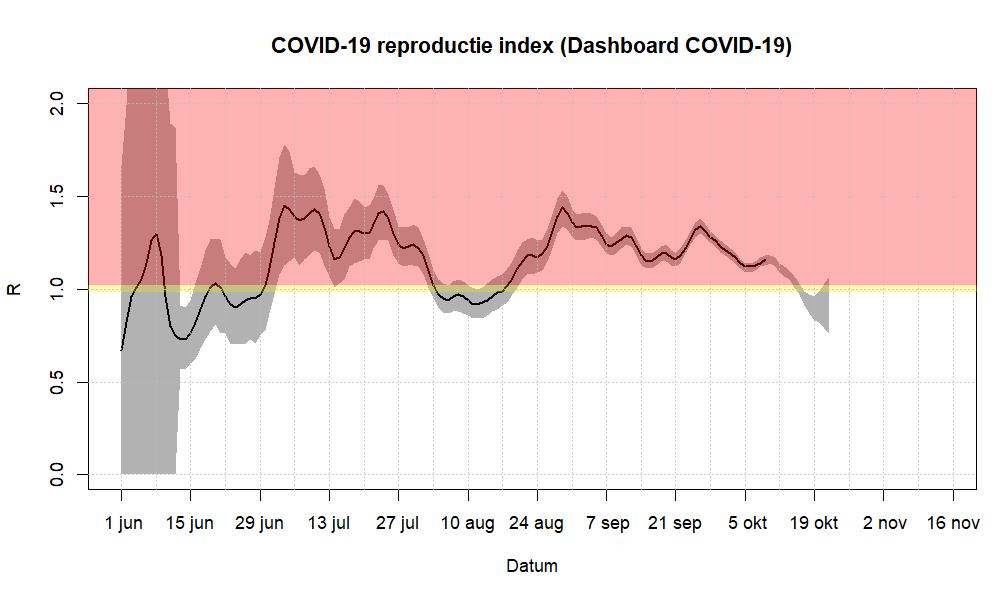 COVID-19 reproductie index (Dashboard COVID-19)
2.0
1.5
1.0
0.5
0.0
R
1 jun 15 jun 29 jun 13 jul 27 jul 10 aug 24 aug 7 sep 21 sep 5 okt 19 okt 2 nov 16 nov
Datum